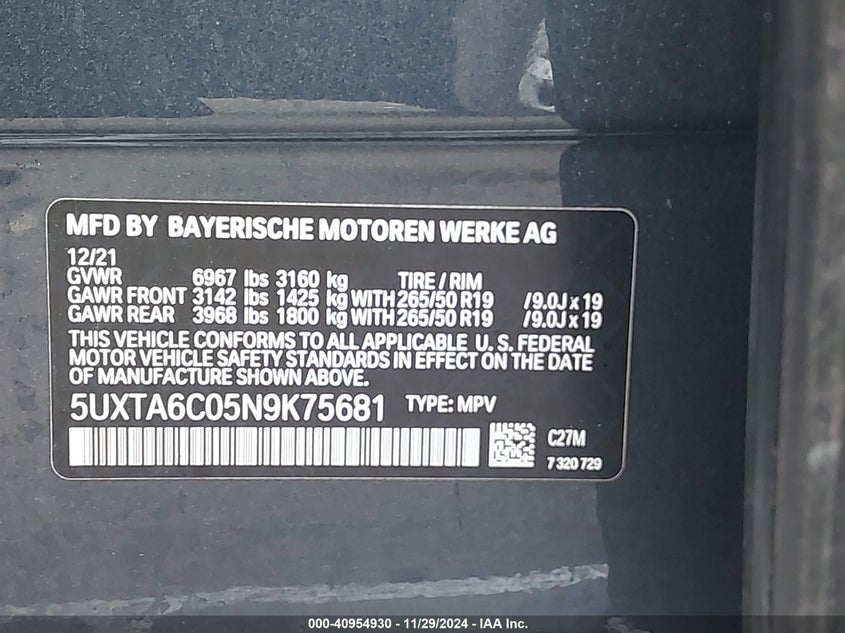 MFD BY BAYERISCHE MOTOREN WERKE AG
12/21
GVWR 6967 lbs 3160 kg TIRE / RIM
GAWR FRONT 3142 lbs 1425 kg WITH 265/50 R19 /9.0J x 19
GAWR REAR 3968 lbs 1800 kg WITH 265/50 R19 /9.0J x 19
THIS VEHICLE CONFORMS TO ALL APPLICABLE U. S. FEDERAL
MOTOR VEHICLE SAFETY STANDARDS IN EFFECT ON THE DATE
OF MANUFACTURE SHOWN ABOVE.
5UXTA6C05N9K75681 TYPE: MPV
C27M
7 320 729
000-40954930 - 11/29/2024 - IAA Inc.